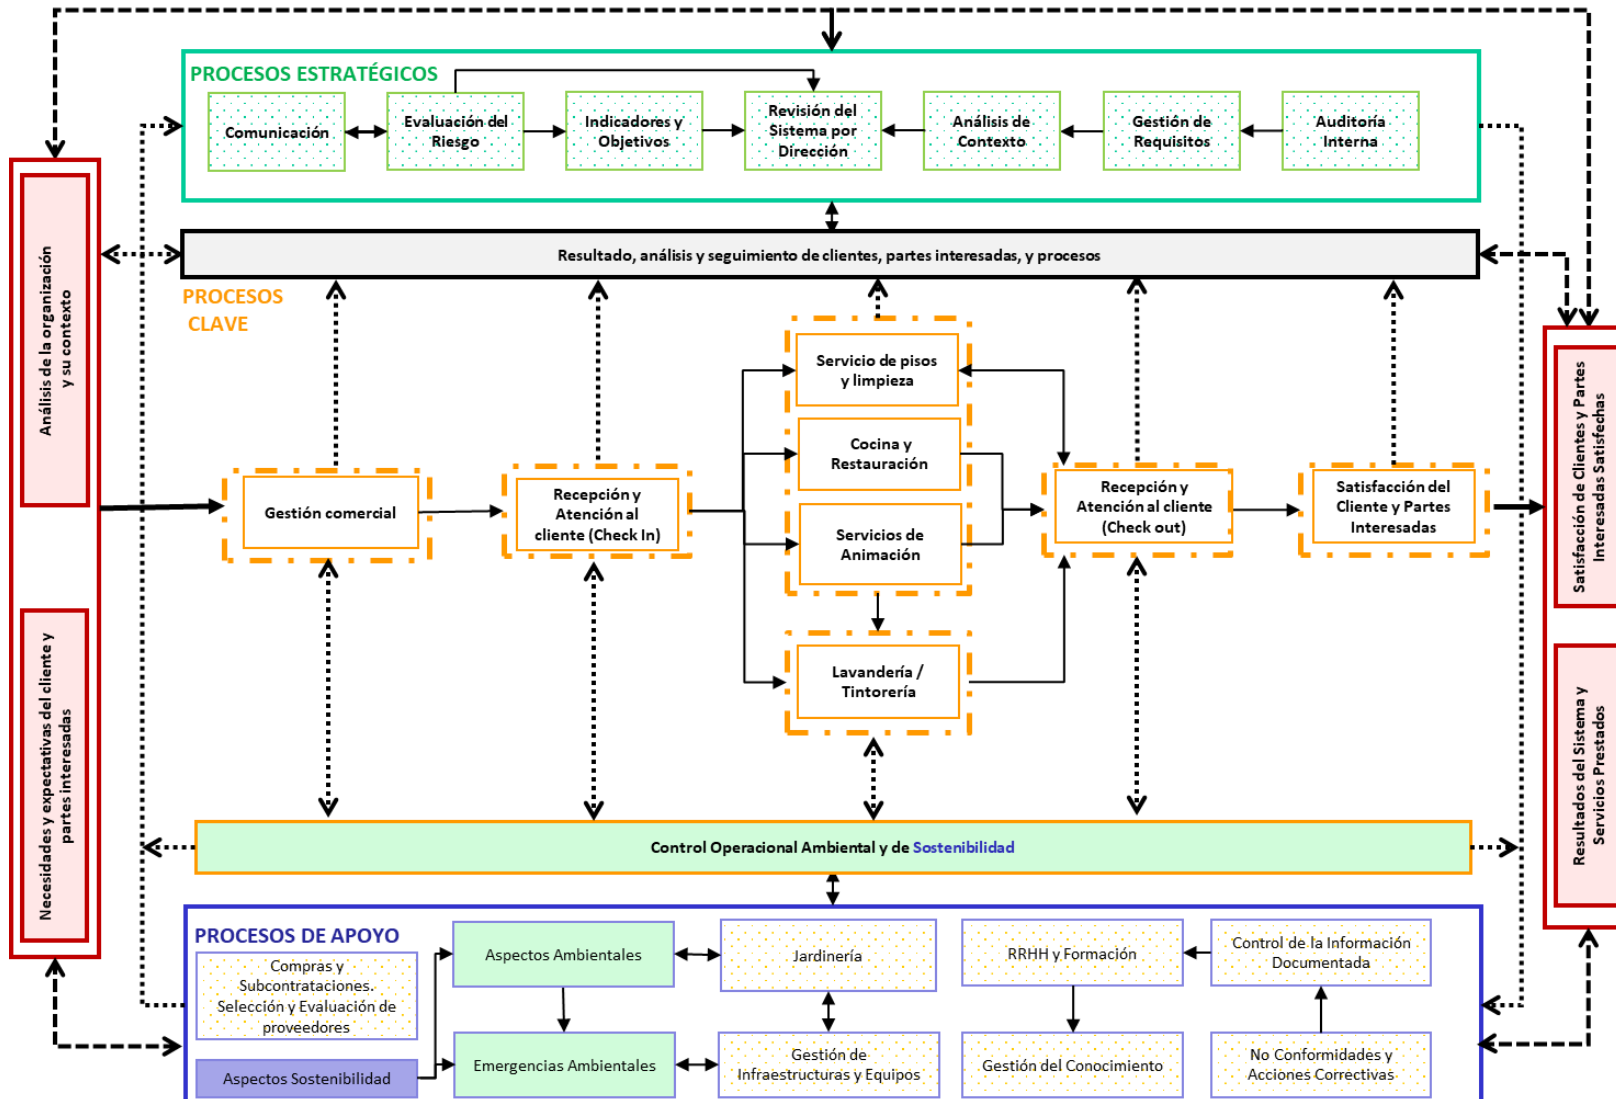 PROCESOS ESTRATÉGICOS
Comunicación
Evaluación del
Riesgo
Indicadores y
Objetivos
Revisión del
Sistema por
Dirección
Análisis de
Contexto
Gestión de
Requisitos
Auditoría
Interna
Análisis de la organización
y su contexto
Necesidades y expectativas del cliente y
partes interesadas
Resultado, análisis y seguimiento de clientes, partes interesadas, y procesos
PROCESOS
CLAVE
Gestión comercial
Recepción y
Atención al
cliente (Check In)
Servicio de pisos
y limpieza
Cocina y
Restauración
Servicios de
Animación
Lavandería /
Tintorería
Recepción y
Atención al cliente
(Check out)
Satisfacción del
Cliente y Partes
Interesadas
Satisfacción de Clientes y Partes
Interesadas Satisfechas
Resultados del Sistema y
Servicios Prestados
Control Operacional Ambiental y de Sostenibilidad
PROCESOS DE APOYO
Compras y
Subcontrataciones.
Selección y Evaluación de
proveedores
Aspectos Sostenibilidad
Aspectos Ambientales
Emergencias Ambientales
Jardinería
Gestión de
Infraestructuras y Equipos
RRHH y Formación
Gestión del Conocimiento
Control de la Información
Documentada
No Conformidades y
Acciones Correctivas